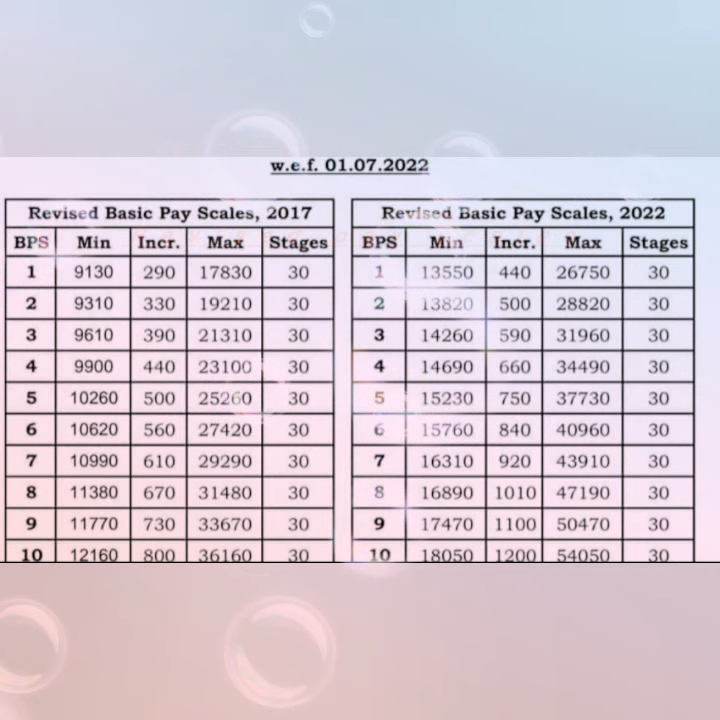 w.e.f. 01.07.2022
Revised Basic Pay Scales, 2017 Revised Basic Pay Scales, 2022
BPS Min Incr. Max Stages BPS Min Incr. Max Stages
1 9130 290 17830 30 1 13550 440 26750 30
2 9310 330 19210 30 2 13820 500 28820 30
3 9610 390 21310 30 3 14260 590 31960 30
4 9900 440 23100 30 4 14690 660 34490 30
5 10260 500 25260 30 5 15230 750 37730 30
6 10620 560 27420 30 6 15760 840 40960 30
7 10990 610 29290 30 7 16310 920 43910 30
8 11380 670 31480 30 8 16890 1010 47190 30
9 11770 730 33670 30 9 17470 1100 50470 30
10 12160 800 36160 30 10 18050 1200 54050 30